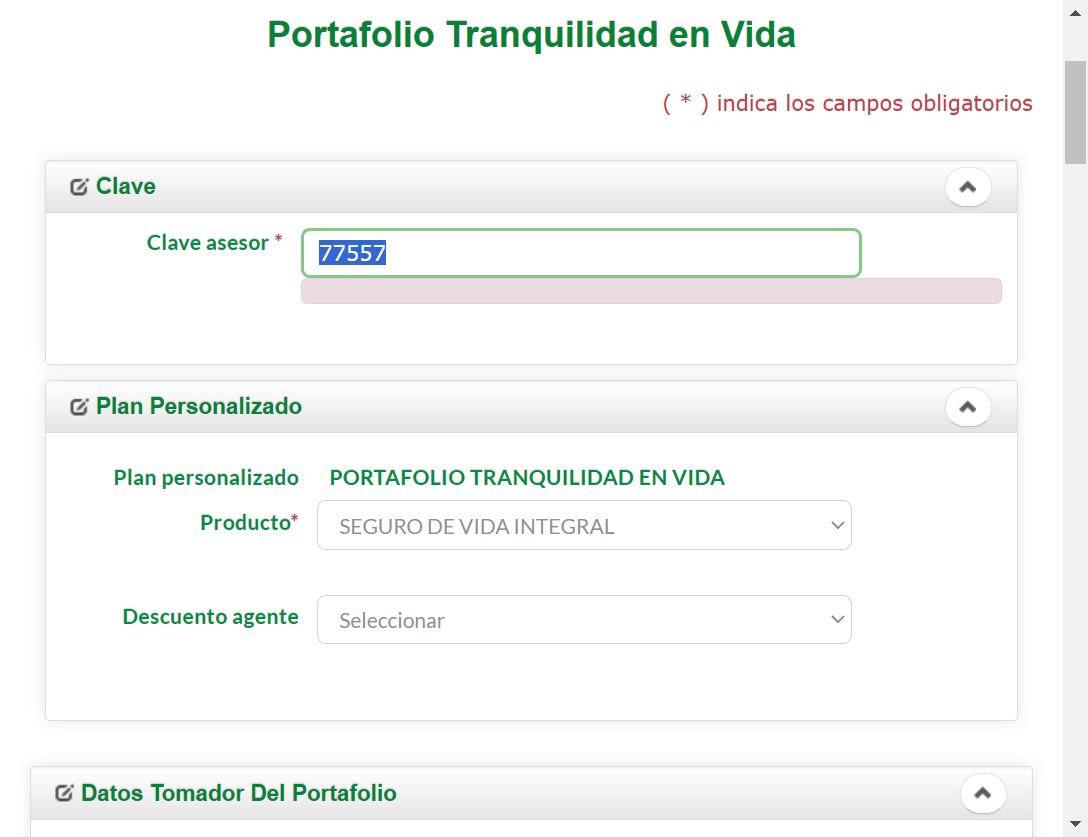 Portafolio Tranquilidad en Vida
( * ) indica los campos obligatorios
Clave
Clave asesor * 77557
Plan Personalizado
Plan personalizado PORTAFOLIO TRANQUILIDAD EN VIDA
Producto* SEGURO DE VIDA INTEGRAL
Descuento agente Seleccionar
Datos Tomador Del Portafolio